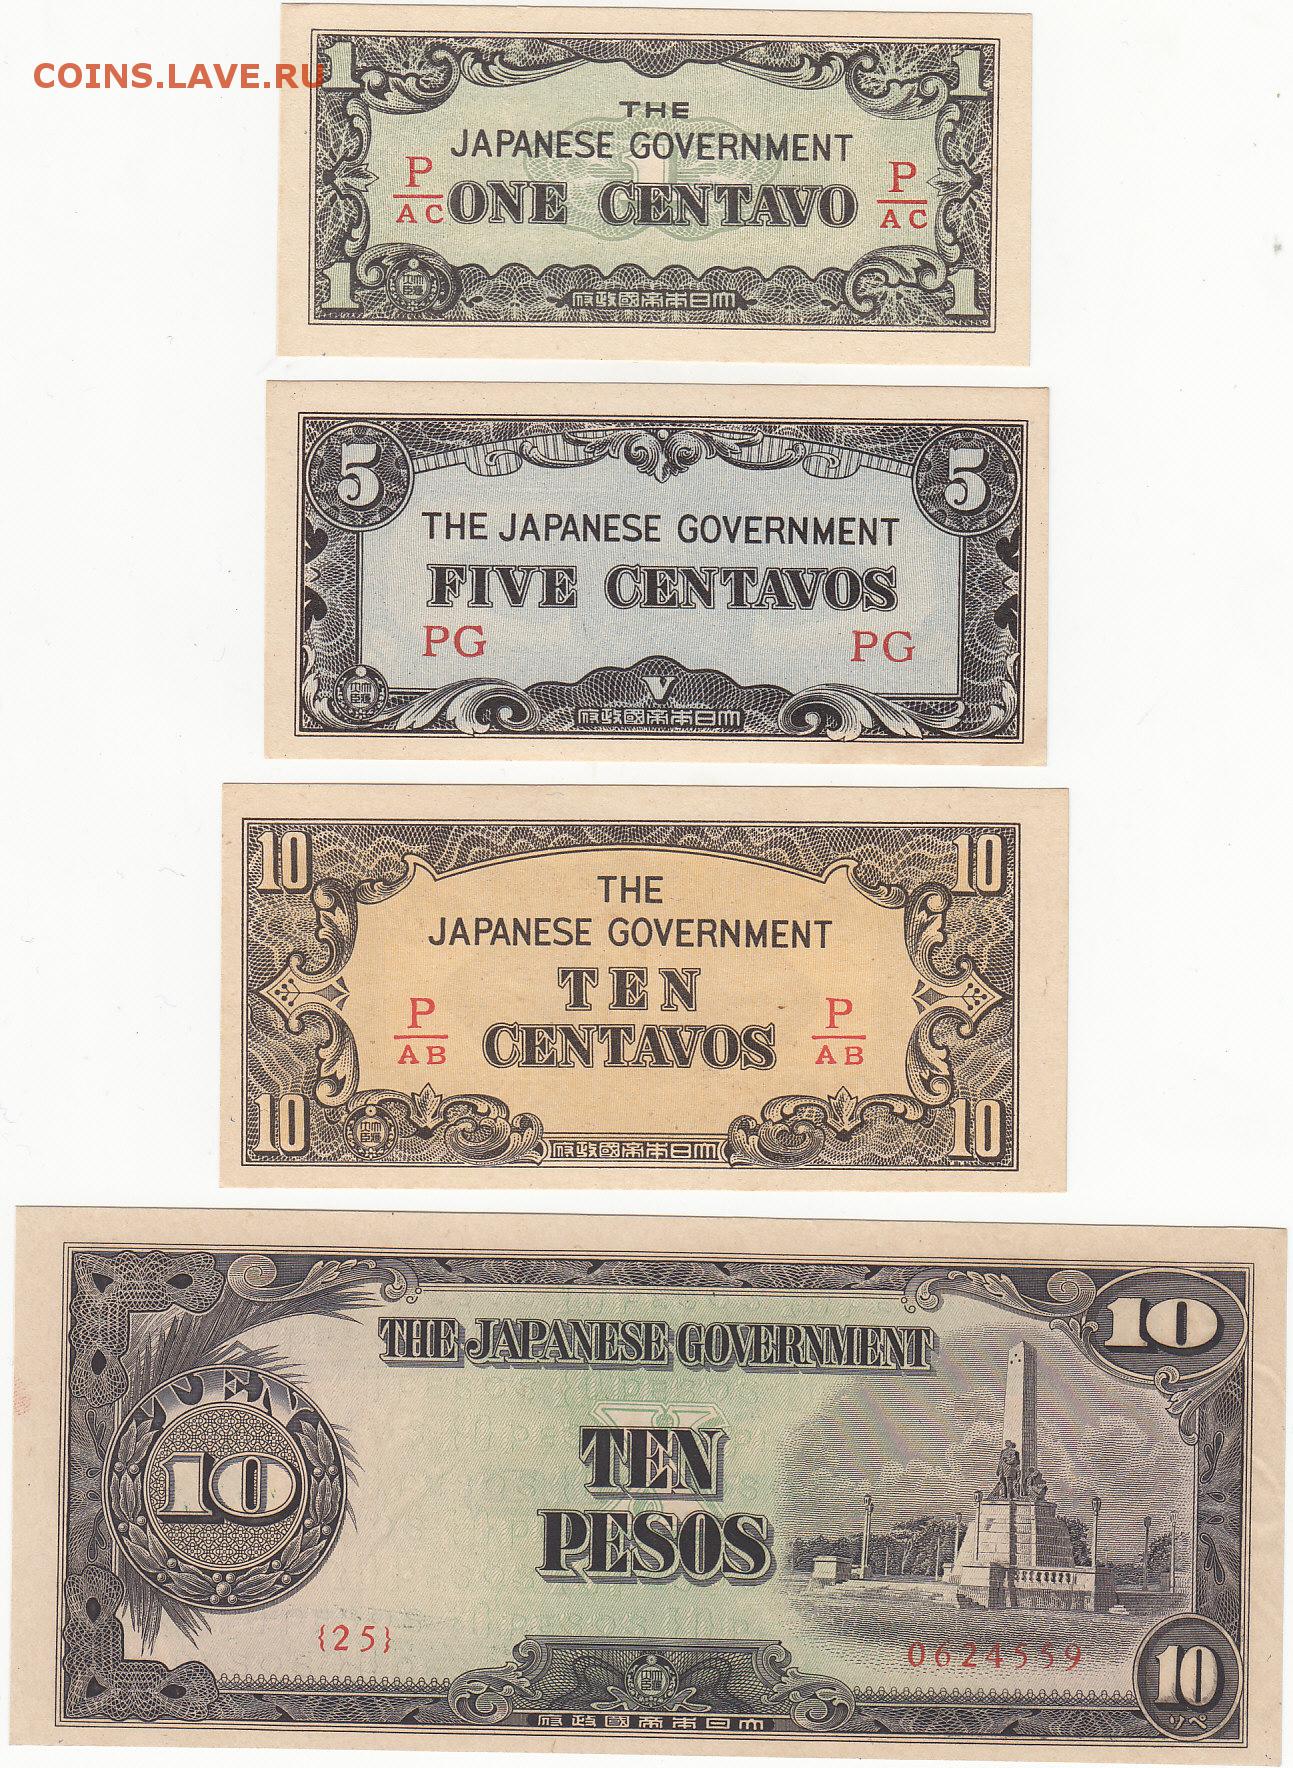 COINS.LAVE.RU
1 1
THE
JAPANESE GOVERNMENT
P P
AC ONE CENTAVO AC
1 大日本帝國政府 1
5 5
THE JAPANESE GOVERNMENT
FIVE CENTAVOS
PG PG
V
大日本帝國政府
10 10
THE
JAPANESE GOVERNMENT
TEN
P P
AB CENTAVOS AB
10 10
大日本帝國政府
10
THE JAPANESE GOVERNMENT
X
TEN
10
PESOS
{25} 0624559
10
ペソ
大日本帝國政府